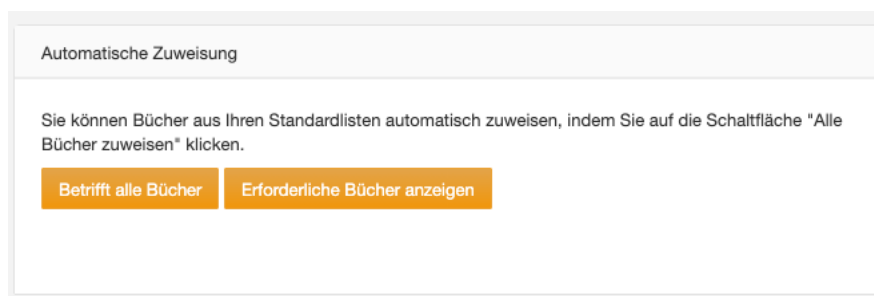 Automatische Zuweisung
Sie können Bücher aus Ihren Standardlisten automatisch zuweisen, indem Sie auf die Schaltfläche "Alle
Bücher zuweisen" klicken.
Betrifft alle Bücher Erforderliche Bücher anzeigen